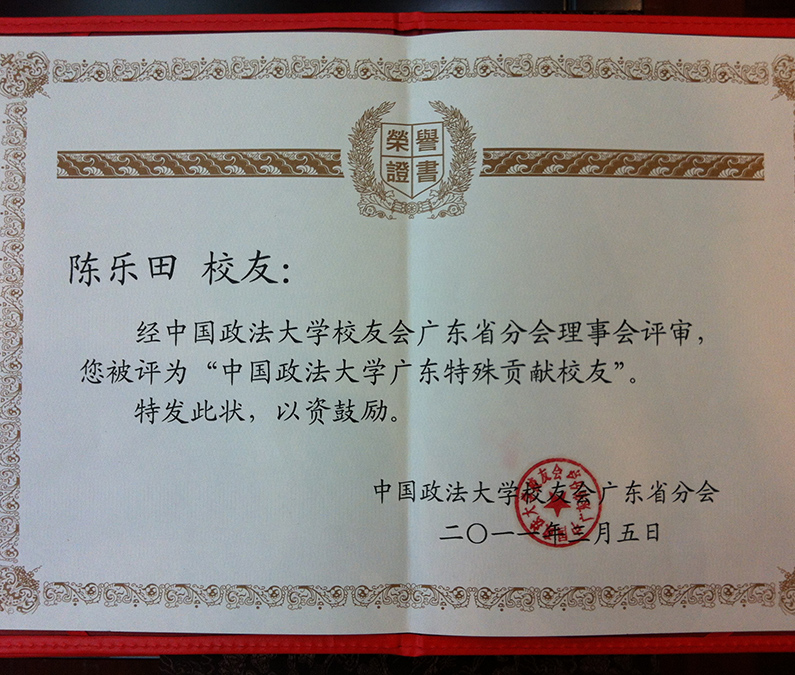 榮譽
證書
陈乐田 校友：
经中国政法大学校友会广东省分会理事会评审，
您被评为“中国政法大学广东特殊贡献校友”。
特发此状，以资鼓励。
中国政法大学校友会广东省分会
二〇一一年三月五日